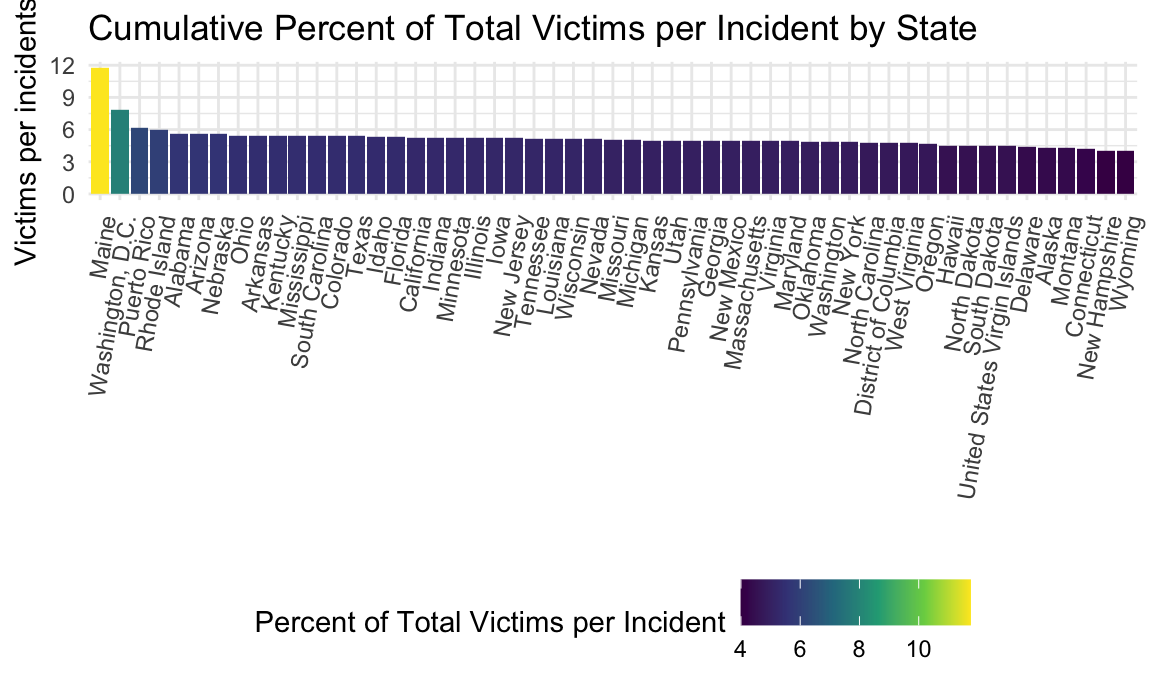 Cumulative Percent of Total Victims per Incident by State
Victims per incidents
12
9
6
3
0
Maine
Washington, D.C.
Puerto Rico
Rhode Island
Alabama
Arizona
Nebraska
Ohio
Arkansas
Kentucky
Mississippi
South Carolina
Colorado
Texas
Idaho
Florida
California
Indiana
Minnesota
Illinois
Iowa
New Jersey
Tennessee
Louisiana
Wisconsin
Nevada
Missouri
Michigan
Kansas
Utah
Pennsylvania
Georgia
New Mexico
Massachusetts
Virginia
Maryland
Oklahoma
Washington
New York
North Carolina
District of Columbia
West Virginia
Oregon
Hawaii
North Dakota
South Dakota
United States Virgin Islands
Delaware
Alaska
Montana
Connecticut
New Hampshire
Wyoming
Percent of Total Victims per Incident
4 6 8 10